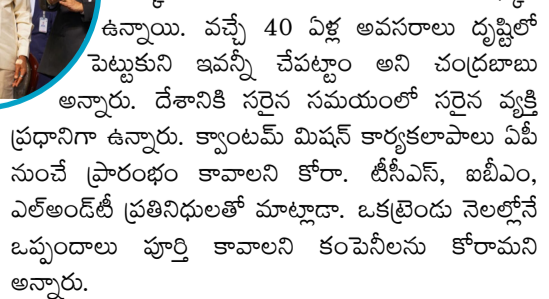 ఉన్నాయి. వచ్చే 40 ఏళ్ల అవసరాలు దృష్టిలో
పెట్టుకుని ఇవన్నీ చేపట్టాం అని చంద్రబాబు
అన్నారు. దేశానికి సరైన సమయంలో సరైన వ్యక్తి
ప్రధానిగా ఉన్నారు. క్వాంటమ్ మిషన్ కార్యకలాపాలు ఏపీ
నుంచే ప్రారంభం కావాలని కోరా. టీసీఎస్, ఐబీఎం,
ఎల్అండ్‌టీ ప్రతినిధులతో మాట్లాడా. ఒకట్రెండు నెలల్లోనే
ఒప్పందాలు పూర్తి కావాలని కంపెనీలను కోరామని
అన్నారు.